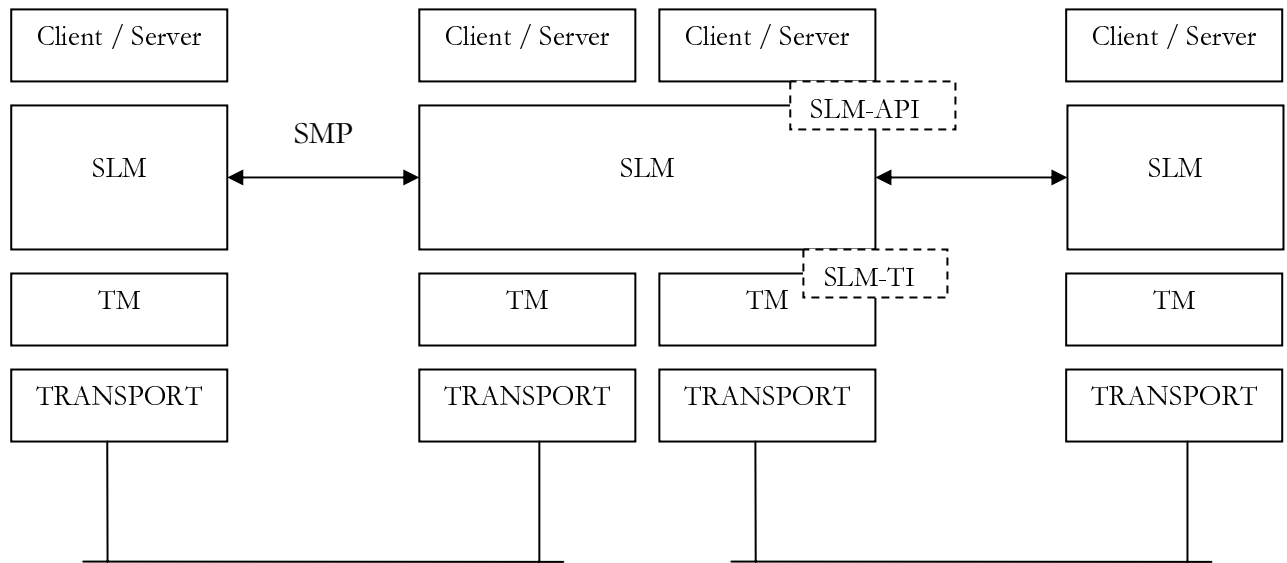 Client / Server
Client / Server
Client / Server
Client / Server
SLM-API
SMP
SLM
SLM
SLM
SLM-TI
TM
TM
TM
TM
TRANSPORT
TRANSPORT
TRANSPORT
TRANSPORT